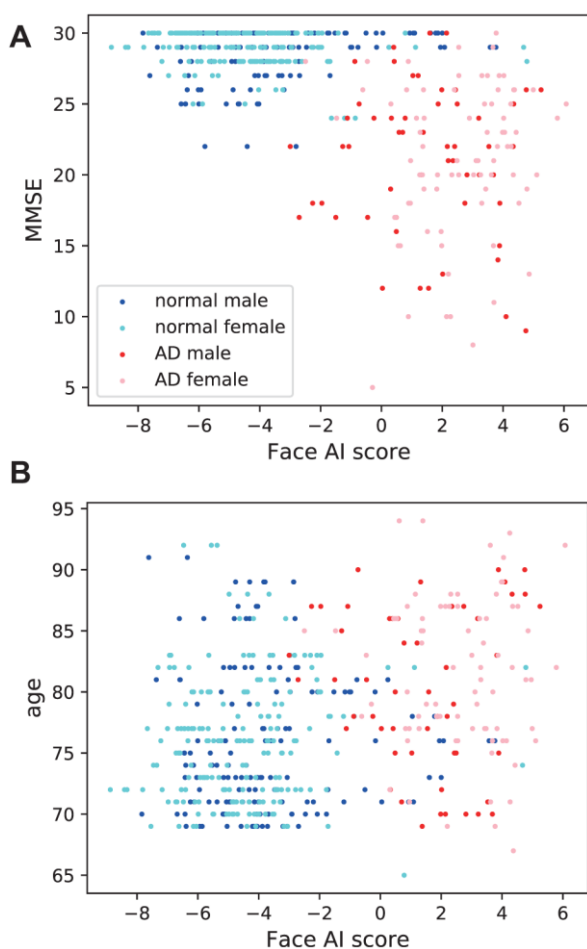 A
30
25
20
15
10
5
MMSE
normal male
normal female
AD male
AD female
−8 −6 −4 −2 0 2 4 6
Face AI score
B
95
90
85
80
75
70
65
age
−8 −6 −4 −2 0 2 4 6
Face AI score